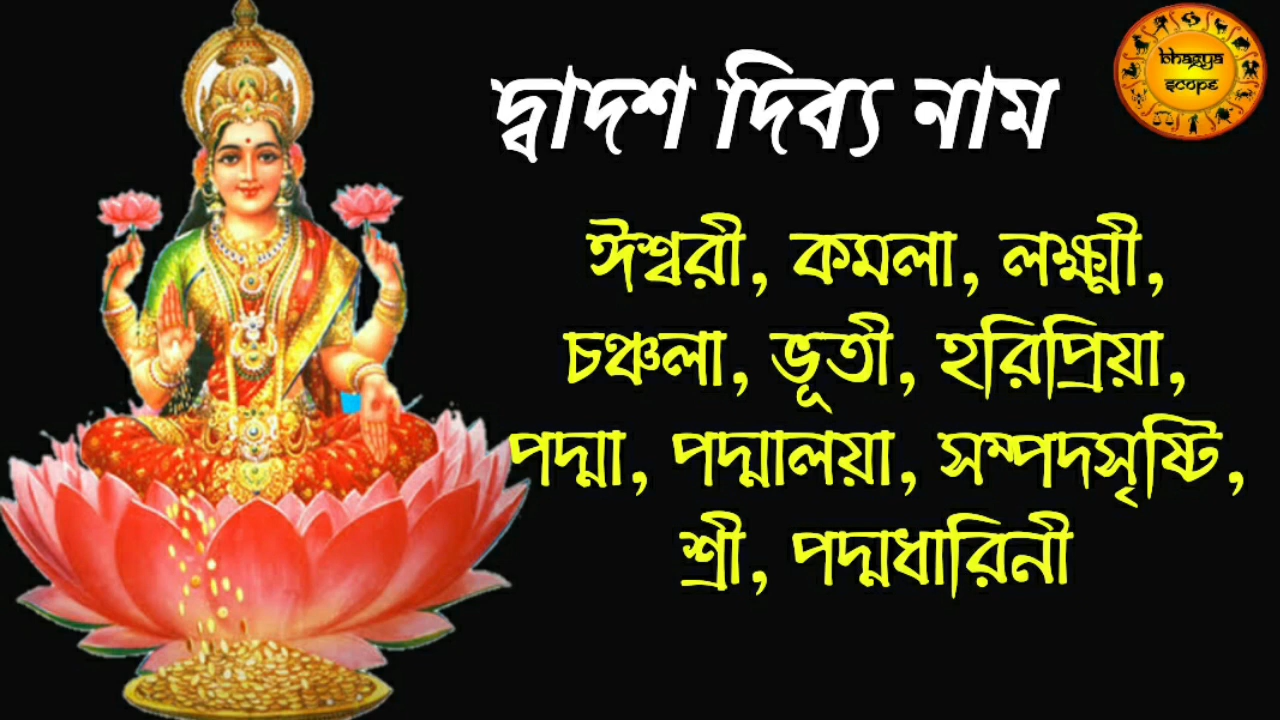 দ্বাদশ দিব্য নাম
bhagya
scope
ঈশ্বরী, কমলা, লক্ষ্মী,
চঞ্চলা, ভূতী, হরিপ্রিয়া,
পদ্মা, পদ্মালয়া, সম্পদসৃষ্টি,
শ্রী, পদ্মধারিনী